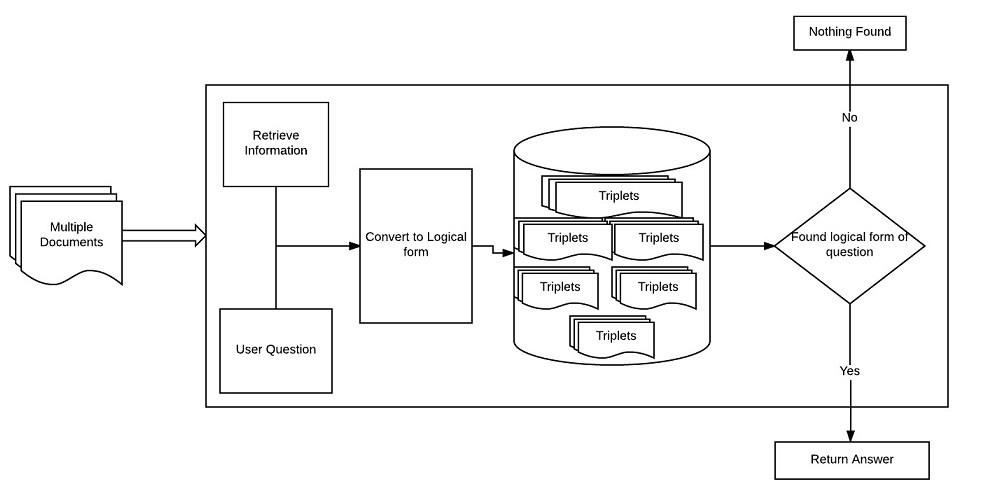 Nothing Found
No
Retrieve
Information
Multiple
Documents
Convert to Logical
form
User Question
Triplets
Triplets
Triplets
Triplets
Triplets
Triplets
Found logical form of
question
Yes
Return Answer